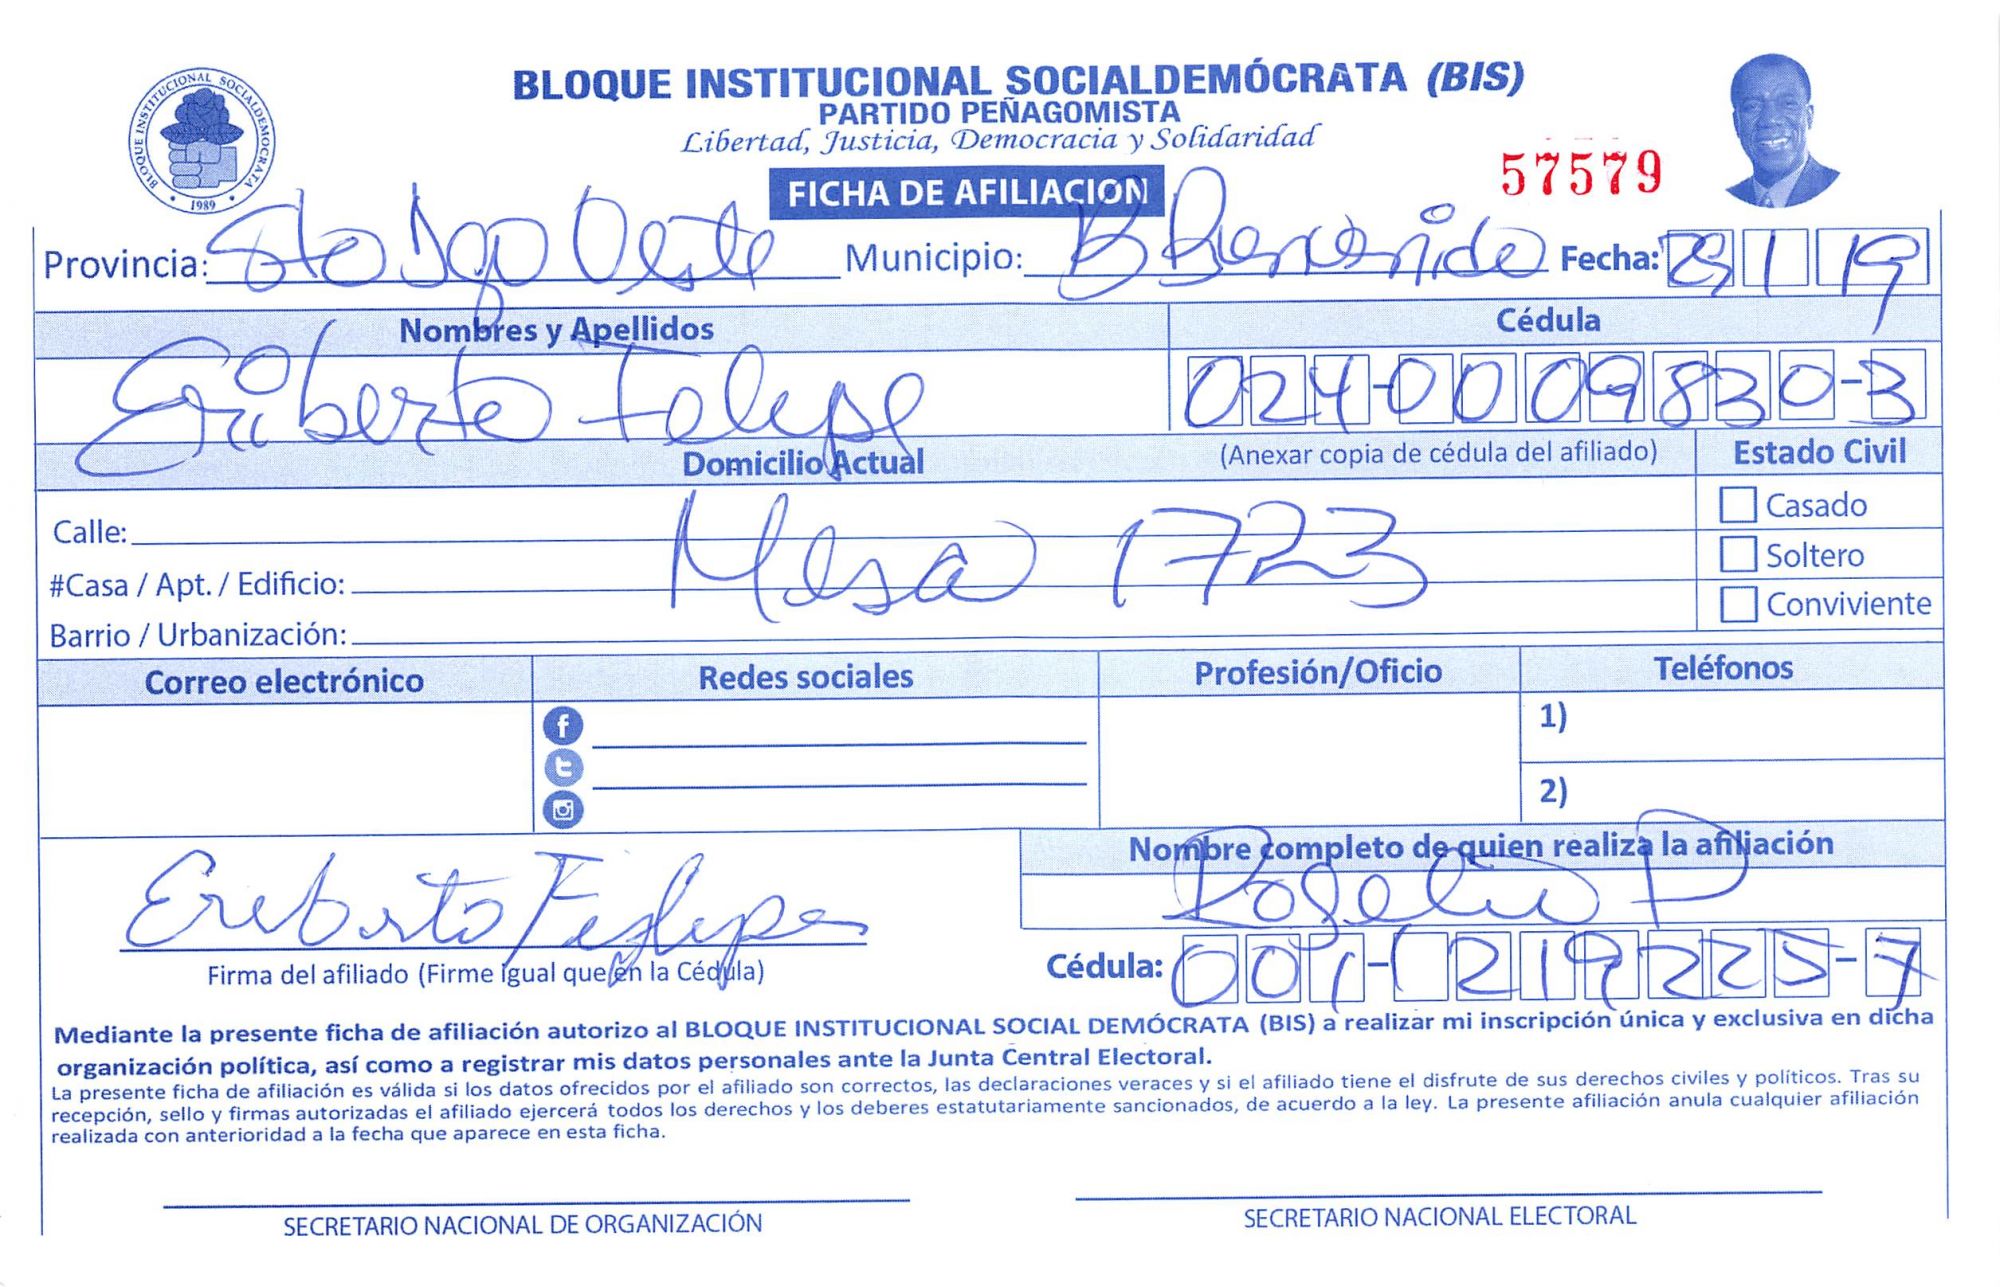 BLOQUE INSTITUCIONAL SOCIALDEMÓCRATA (BIS)
PARTIDO PEÑAGOMISTA
Libertad, Justicia, Democracia y Solidaridad
BLOQUE INSTITUCIONAL SOCIALDEMOCRATA
• 1989 •
57579
FICHA DE AFILIACION
Provincia: Sto Dgo Oeste Municipio: B Bienvenido Fecha: 28 1 19
Nombres y Apellidos Cédula
Eriberto Felipe 024-0009830-3
Domicilio Actual (Anexar copia de cédula del afiliado) Estado Civil
Calle: Casado
Mesa 1723
#Casa / Apt. / Edificio: Soltero
Barrio / Urbanización: Conviviente
Correo electrónico Redes sociales Profesión/Oficio Teléfonos
1)
2)
Nombre completo de quien realiza la afiliación
Eriberto Felipe Rogelio P
Firma del afiliado (Firme igual que en la Cédula) Cédula: 001-1219225-7
Mediante la presente ficha de afiliación autorizo al BLOQUE INSTITUCIONAL SOCIAL DEMÓCRATA (BIS) a realizar mi inscripción única y exclusiva en dicha
organización política, así como a registrar mis datos personales ante la Junta Central Electoral.
La presente ficha de afiliación es válida si los datos ofrecidos por el afiliado son correctos, las declaraciones veraces y si el afiliado tiene el disfrute de sus derechos civiles y políticos. Tras su
recepción, sello y firmas autorizadas el afiliado ejercerá todos los derechos y los deberes estatutariamente sancionados, de acuerdo a la ley. La presente afiliación anula cualquier afiliación
realizada con anterioridad a la fecha que aparece en esta ficha.
SECRETARIO NACIONAL DE ORGANIZACIÓN SECRETARIO NACIONAL ELECTORAL